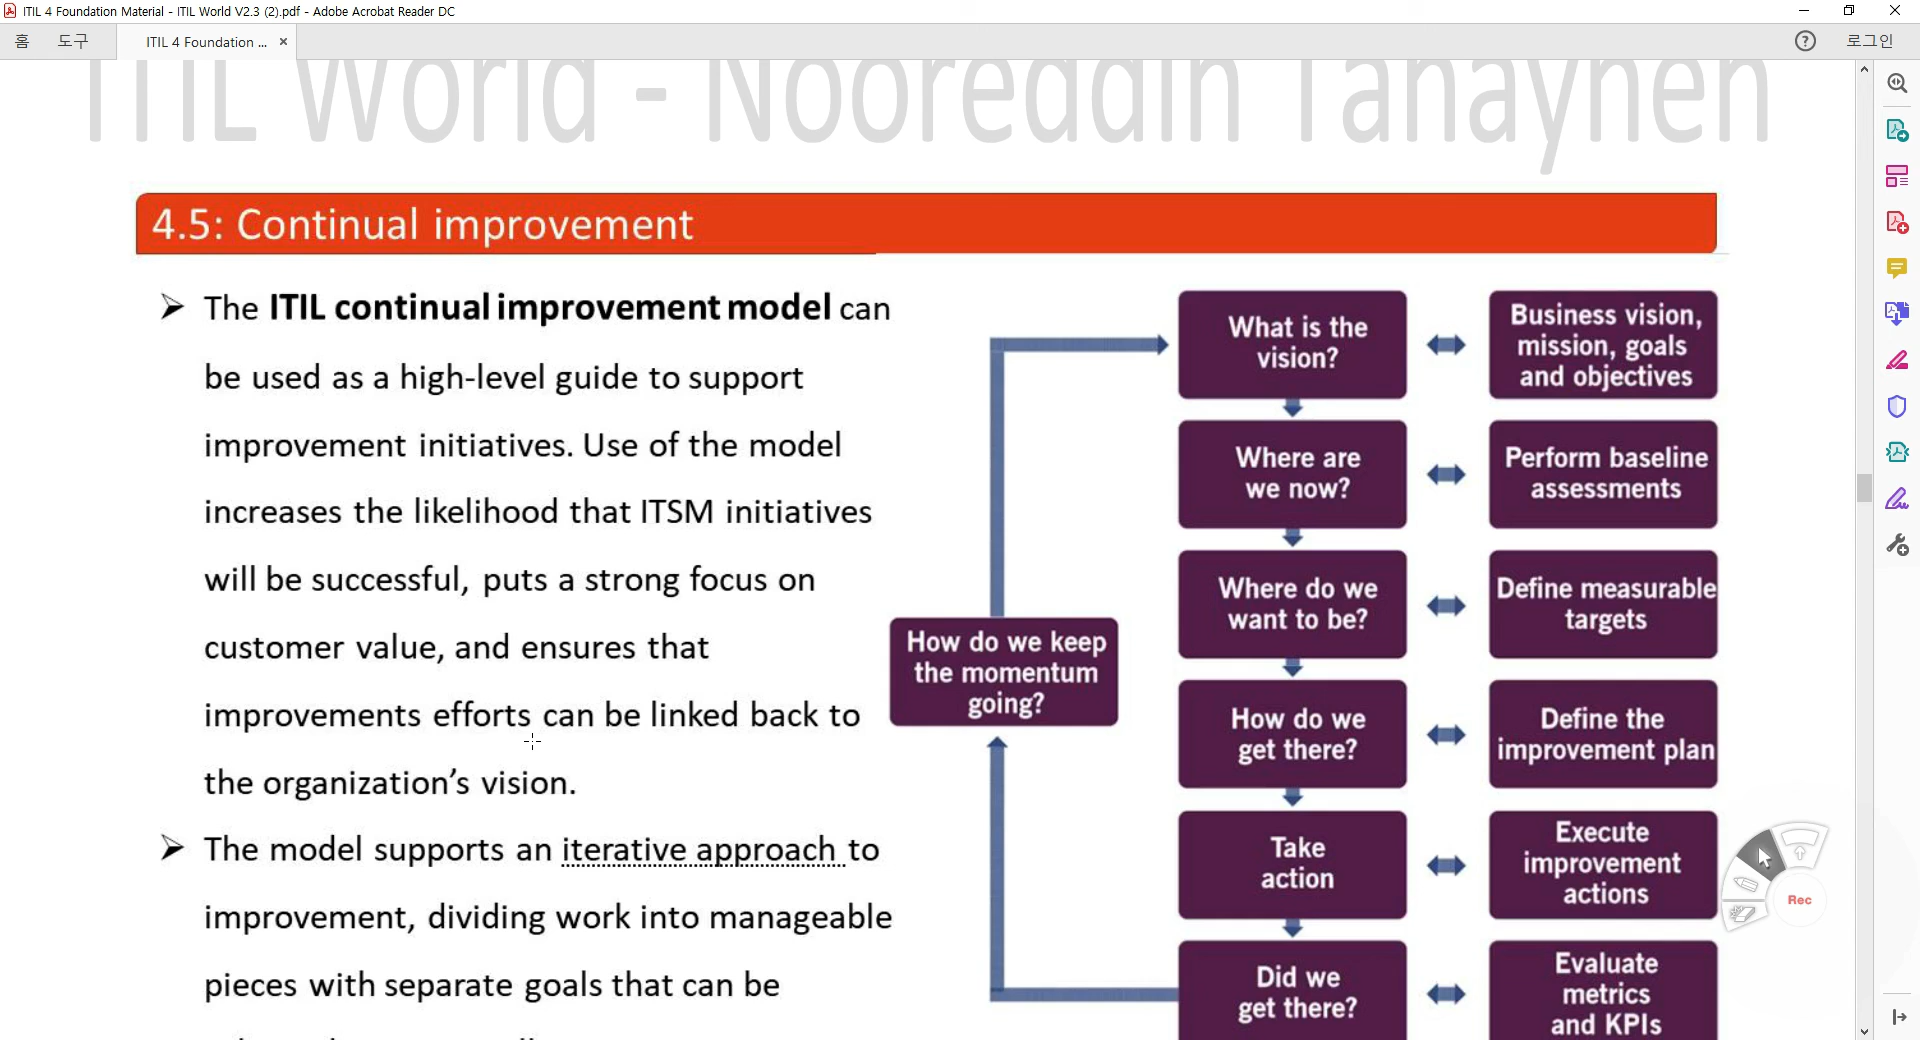 ITIL 4 Foundation Material - ITIL World V2.3 (2).pdf - Adobe Acrobat Reader DC
홈 도구 ITIL 4 Foundation ... × 로그인
ITIL World - Nooreddin Tanayneh
4.5: Continual improvement
The ITIL continual improvement model can
be used as a high-level guide to support
improvement initiatives. Use of the model
increases the likelihood that ITSM initiatives
will be successful, puts a strong focus on
customer value, and ensures that
improvements efforts can be linked back to
the organization's vision.
The model supports an iterative approach to
improvement, dividing work into manageable
pieces with separate goals that can be
How do we keep
the momentum
going?
What is the
vision?
Business vision,
mission, goals
and objectives
Where are
we now?
Perform baseline
assessments
Where do we
want to be?
Define measurable
targets
How do we
get there?
Define the
improvement plan
Take
action
Execute
improvement
actions
Did we
get there?
Evaluate
metrics
and KPIs
Rec